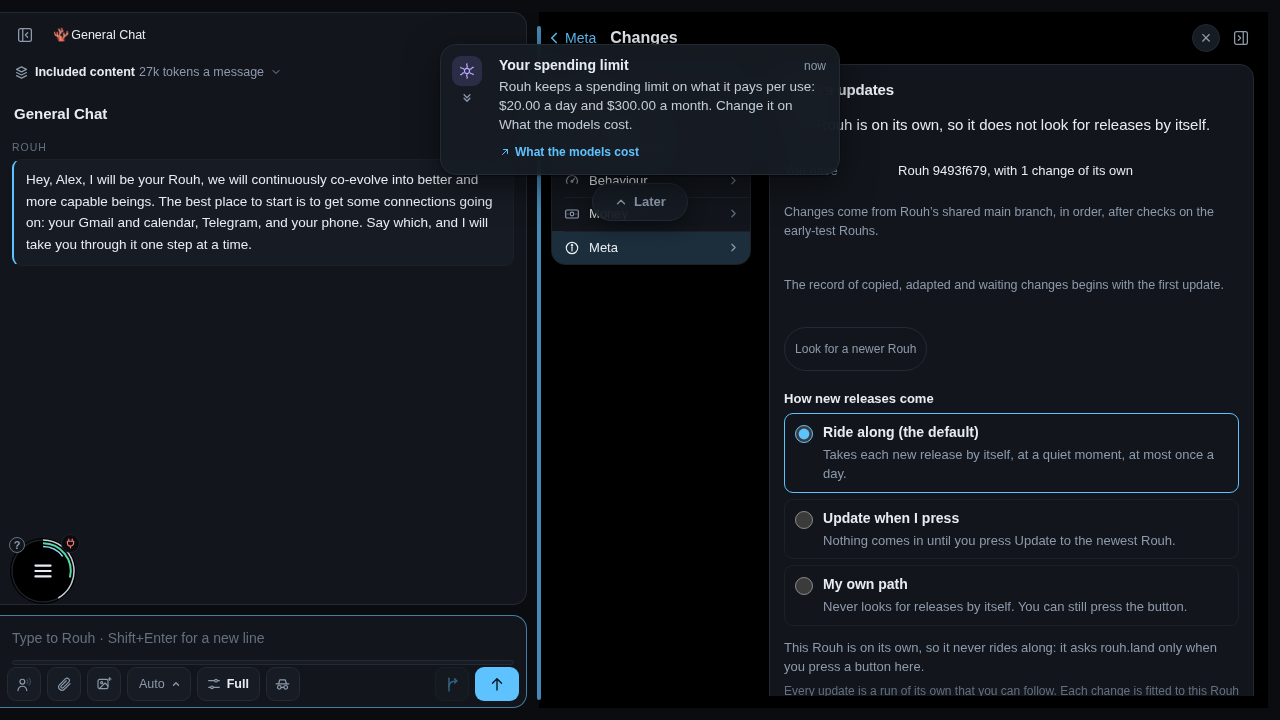 General Chat
Included content 27k tokens a message
General Chat
ROUH
Hey, Alex, I will be your Rouh, we will continuously co-evolve into better and
more capable beings. The best place to start is to get some connections going
on: your Gmail and calendar, Telegram, and your phone. Say which, and I will
take you through it one step at a time.
?
Type to Rouh · Shift+Enter for a new line
Auto
Full
Meta
Changes
Your spending limit
now
Rouh keeps a spending limit on what it pays per use:
$20.00 a day and $300.00 a month. Change it on
What the models cost.
What the models cost
Later
Behaviour
Meta
updates
is on its own, so it does not look for releases by itself.
Rouh 9493f679, with 1 change of its own
Changes come from Rouh's shared main branch, in order, after checks on the
early-test Rouhs.
The record of copied, adapted and waiting changes begins with the first update.
Look for a newer Rouh
How new releases come
Ride along (the default)
Takes each new release by itself, at a quiet moment, at most once a
day.
Update when I press
Nothing comes in until you press Update to the newest Rouh.
My own path
Never looks for releases by itself. You can still press the button.
This Rouh is on its own, so it never rides along: it asks rouh.land only when
you press a button here.
Every update is a run of its own that you can follow. Each change is fitted to this Rouh